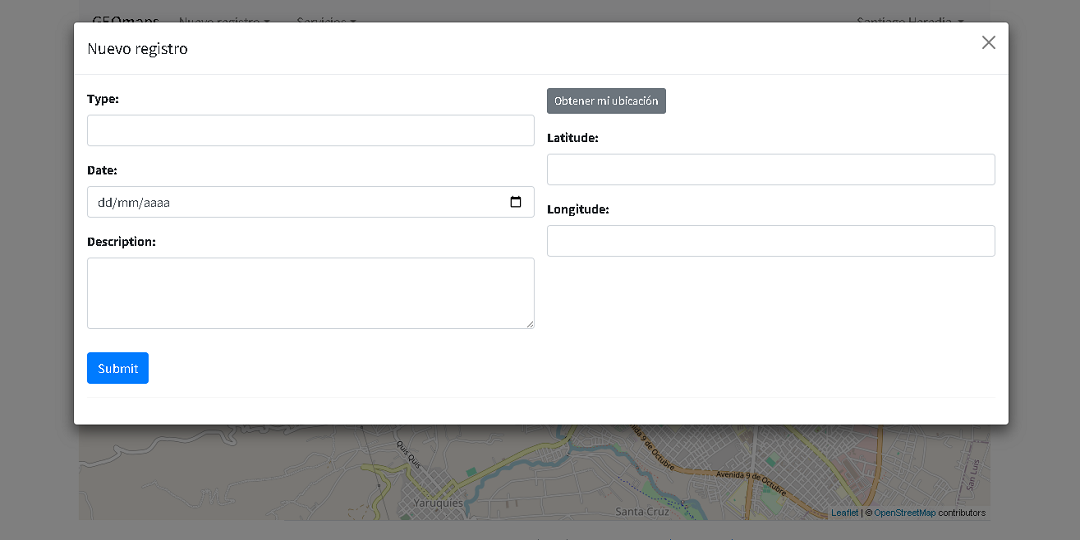 GEOmaps Nuevo registro Servicios Santiago Heredia
Nuevo registro
Type:
Date:
dd/mm/aaaa
Description:
Submit
Obtener mi ubicación
Latitude:
Longitude:
Quis Quis
Yaruquies
Avenida 9 de Octubre
Avenida 9 de Octubre
Santa Cruz
San Luis
Leaflet | © OpenStreetMap contributors